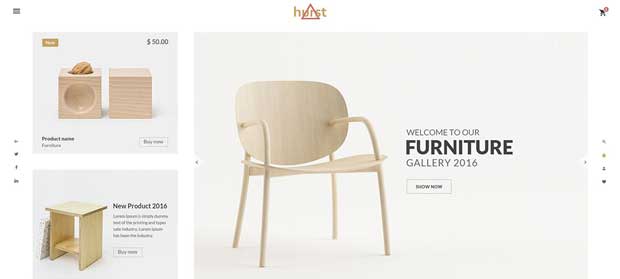 hurst
New
$ 50.00
Product name
Furniture
Buy now
New Product 2016
Lorem Ipsum is simply dummy
text of the printing and types
sate industry. Lorem Ipsum
has been the industry.
Buy now
WELCOME TO OUR
FURNITURE
GALLERY 2016
SHOW NOW